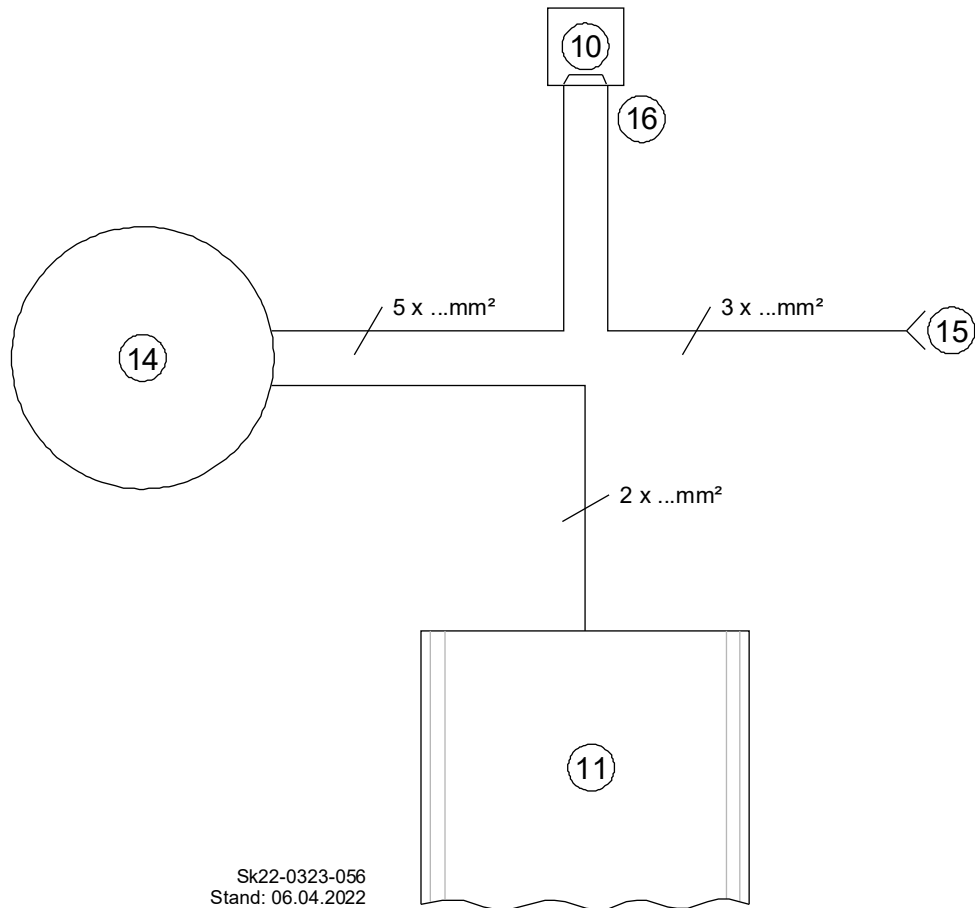 10
16
5 x ...mm²
3 x ...mm²
14
15
2 x ...mm²
11
Sk22-0323-056
Stand: 06.04.2022